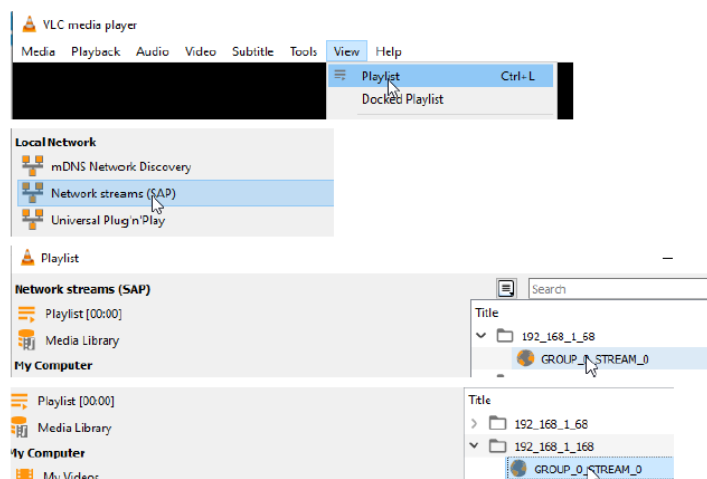 VLC media player
Media Playback Audio Video Subtitle Tools View Help
Playlist Ctrl+L
Docked Playlist
Local Network
mDNS Network Discovery
Network streams (SAP)
Universal Plug'n'Play
Playlist
Network streams (SAP)
Search
Playlist [00:00]
Title
Media Library
192_168_1_68
My Computer
GROUP_0_STREAM_0
Playlist [00:00]
Title
Media Library
192_168_1_68
My Computer
192_168_1_168
My Videos
GROUP_0_STREAM_0